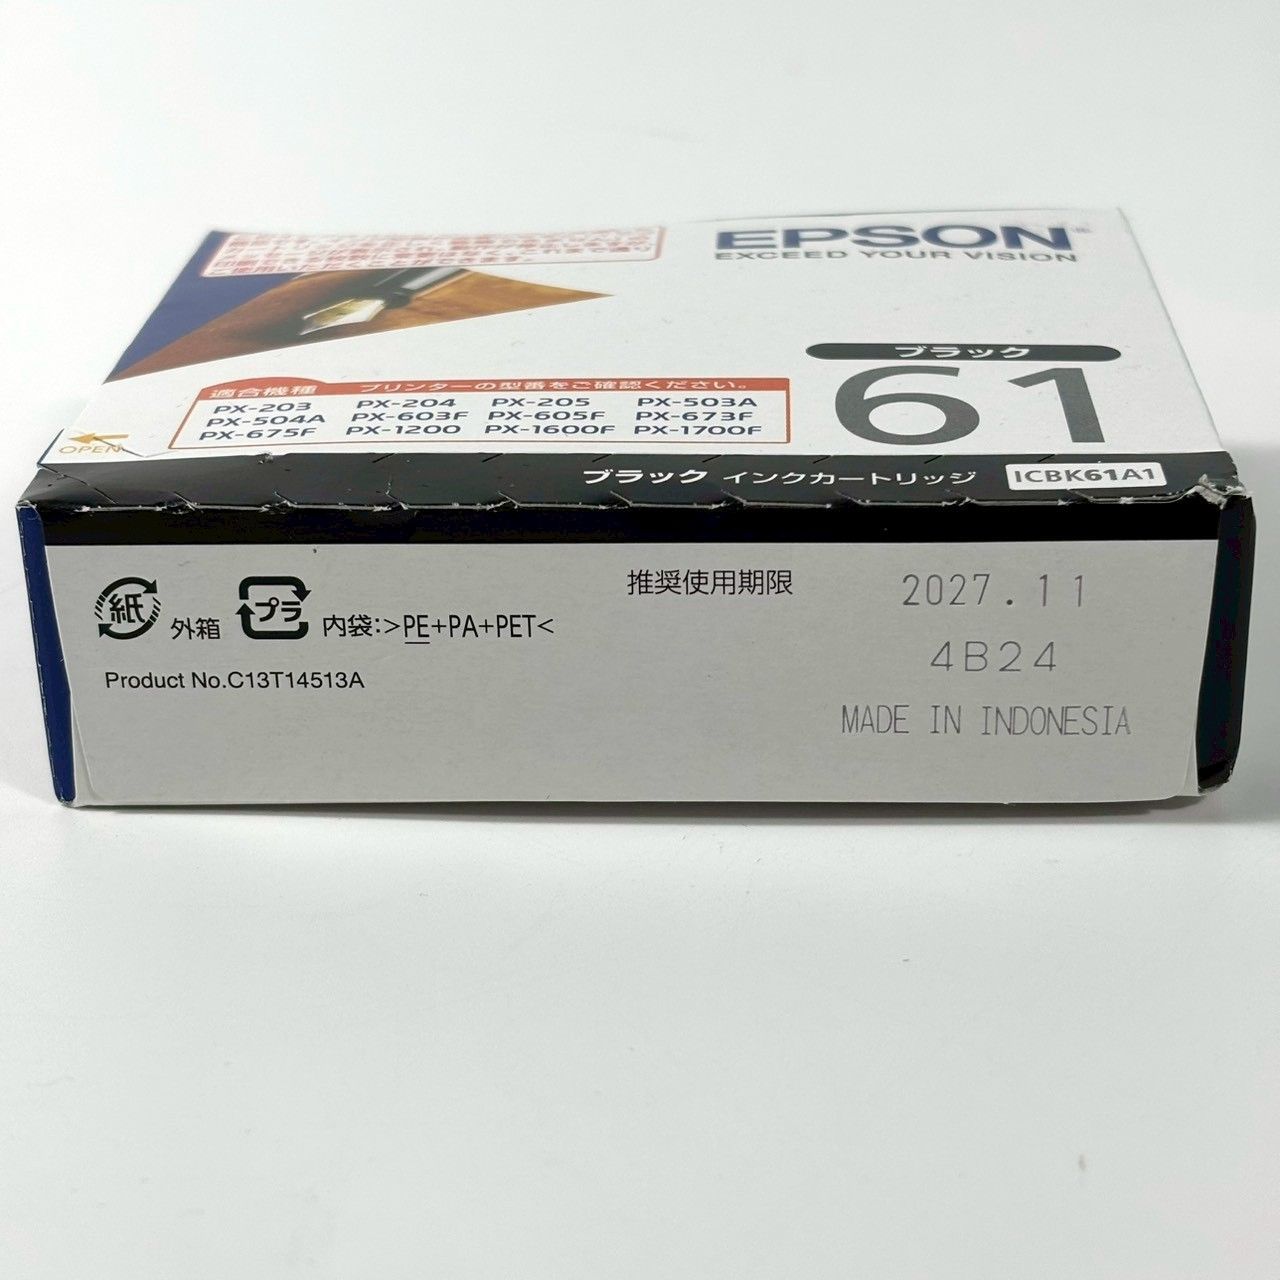 EPSON
EXCEED YOUR VISION
ブラック
61
適合機種 プリンターの型番をご確認ください。
PX-203 PX-204 PX-205 PX-503A
PX-504A PX-603F PX-605F PX-673F
PX-675F PX-1200 PX-1600F PX-1700F
OPEN
ブラック インクカートリッジ ICBK61A1
紙 外箱 プラ 内袋:>PE+PA+PET<
Product No.C13T14513A
推奨使用期限 2027.11
4B24
MADE IN INDONESIA